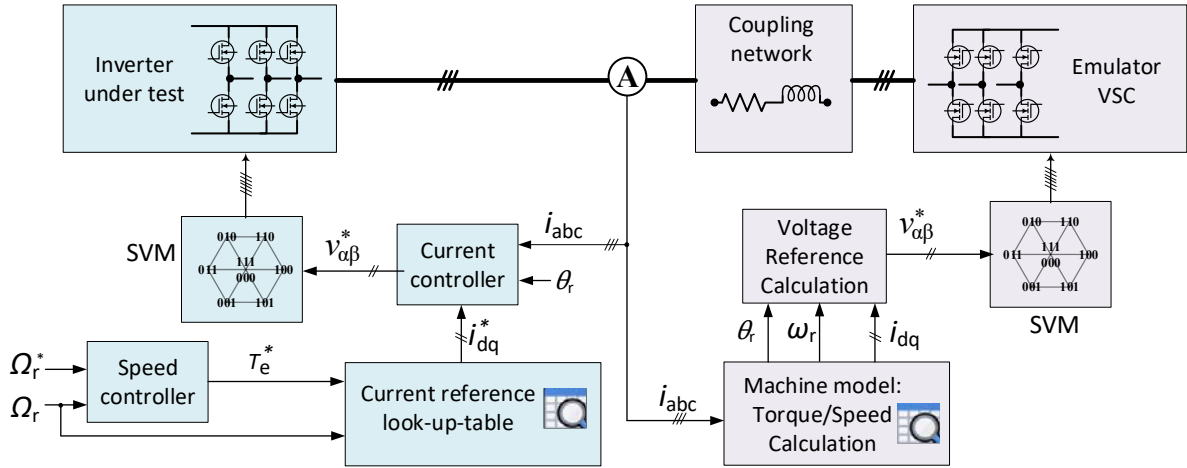 Inverter
under test
A
Coupling
network
Emulator
VSC
SVM
010 110
011 111 100
000
001 101
v*αβ
Current
controller
iabc
θr
i*dq
Voltage
Reference
Calculation
v*αβ
010 110
011 111 100
000
001 101
SVM
θr
ωr
idq
Ωr*
Ωr
Speed
controller
Te*
Current reference
look-up-table
iabc
Machine model:
Torque/Speed
Calculation